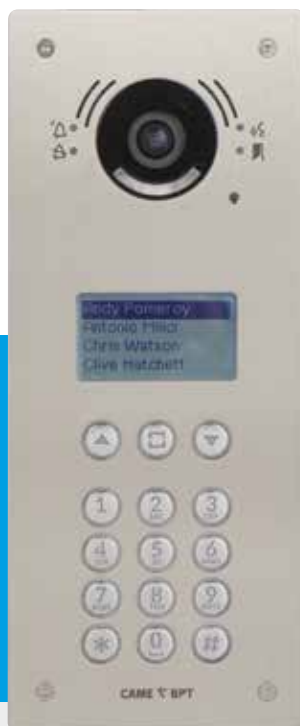 Andy Pomeroy
Antonio Millar
Chris Watson
Clive Hatchett
1 2 3
4 5 6
7 8 9
* 0 #
CAME BPT